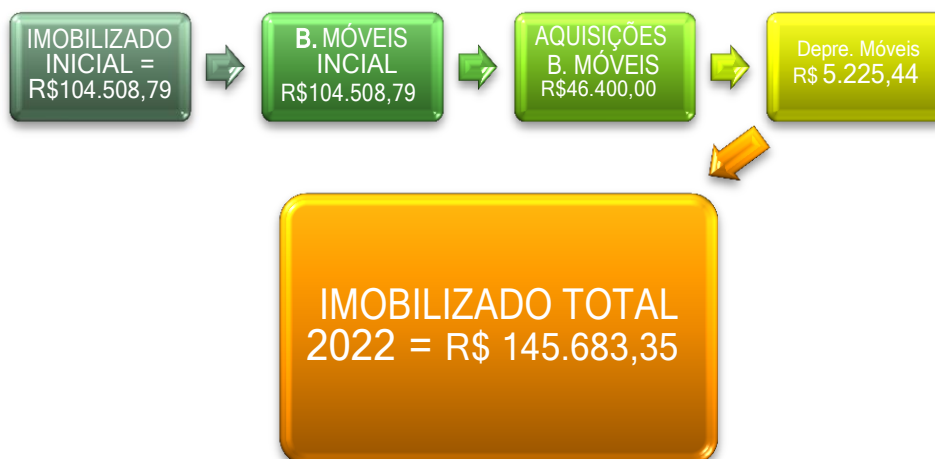 IMOBILIZADO
INICIAL =
R$104.508,79
B. MÓVEIS
INCIAL
R$104.508,79
AQUISIÇÕES
B. MÓVEIS
R$46.400,00
Depre. Móveis
R$ 5.225,44
IMOBILIZADO TOTAL
2022 = R$ 145.683,35